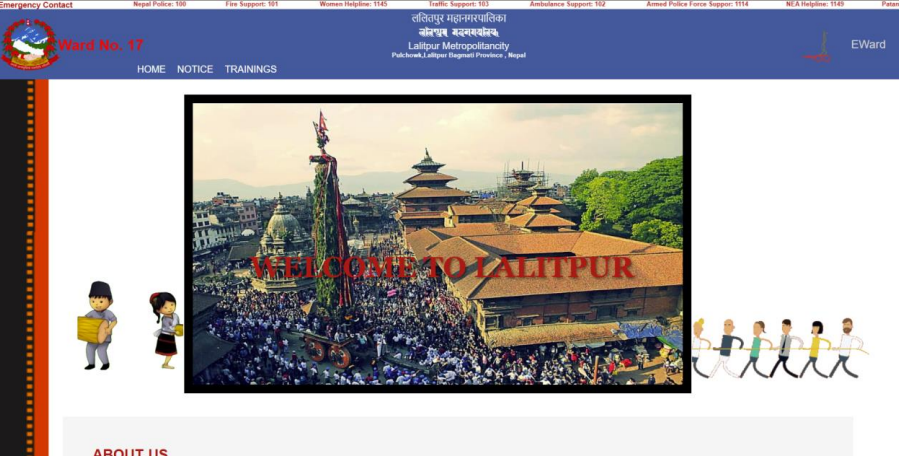 Emergency Contact Nepal Police: 100 Fire Support: 101 Women Helpline: 1145 Traffic Support: 103 Ambulance Support: 102 Armed Police Force Support: 1114 NEA Helpline: 1149 Patan
ललितपुर महानगरपालिका
Ward No. 17
Lalitpur Metropolitancity
EWard
Pulchowk,Lalitpur Bagmati Province , Nepal
HOME NOTICE TRAININGS
WELCOME TO LALITPUR
ABOUT US